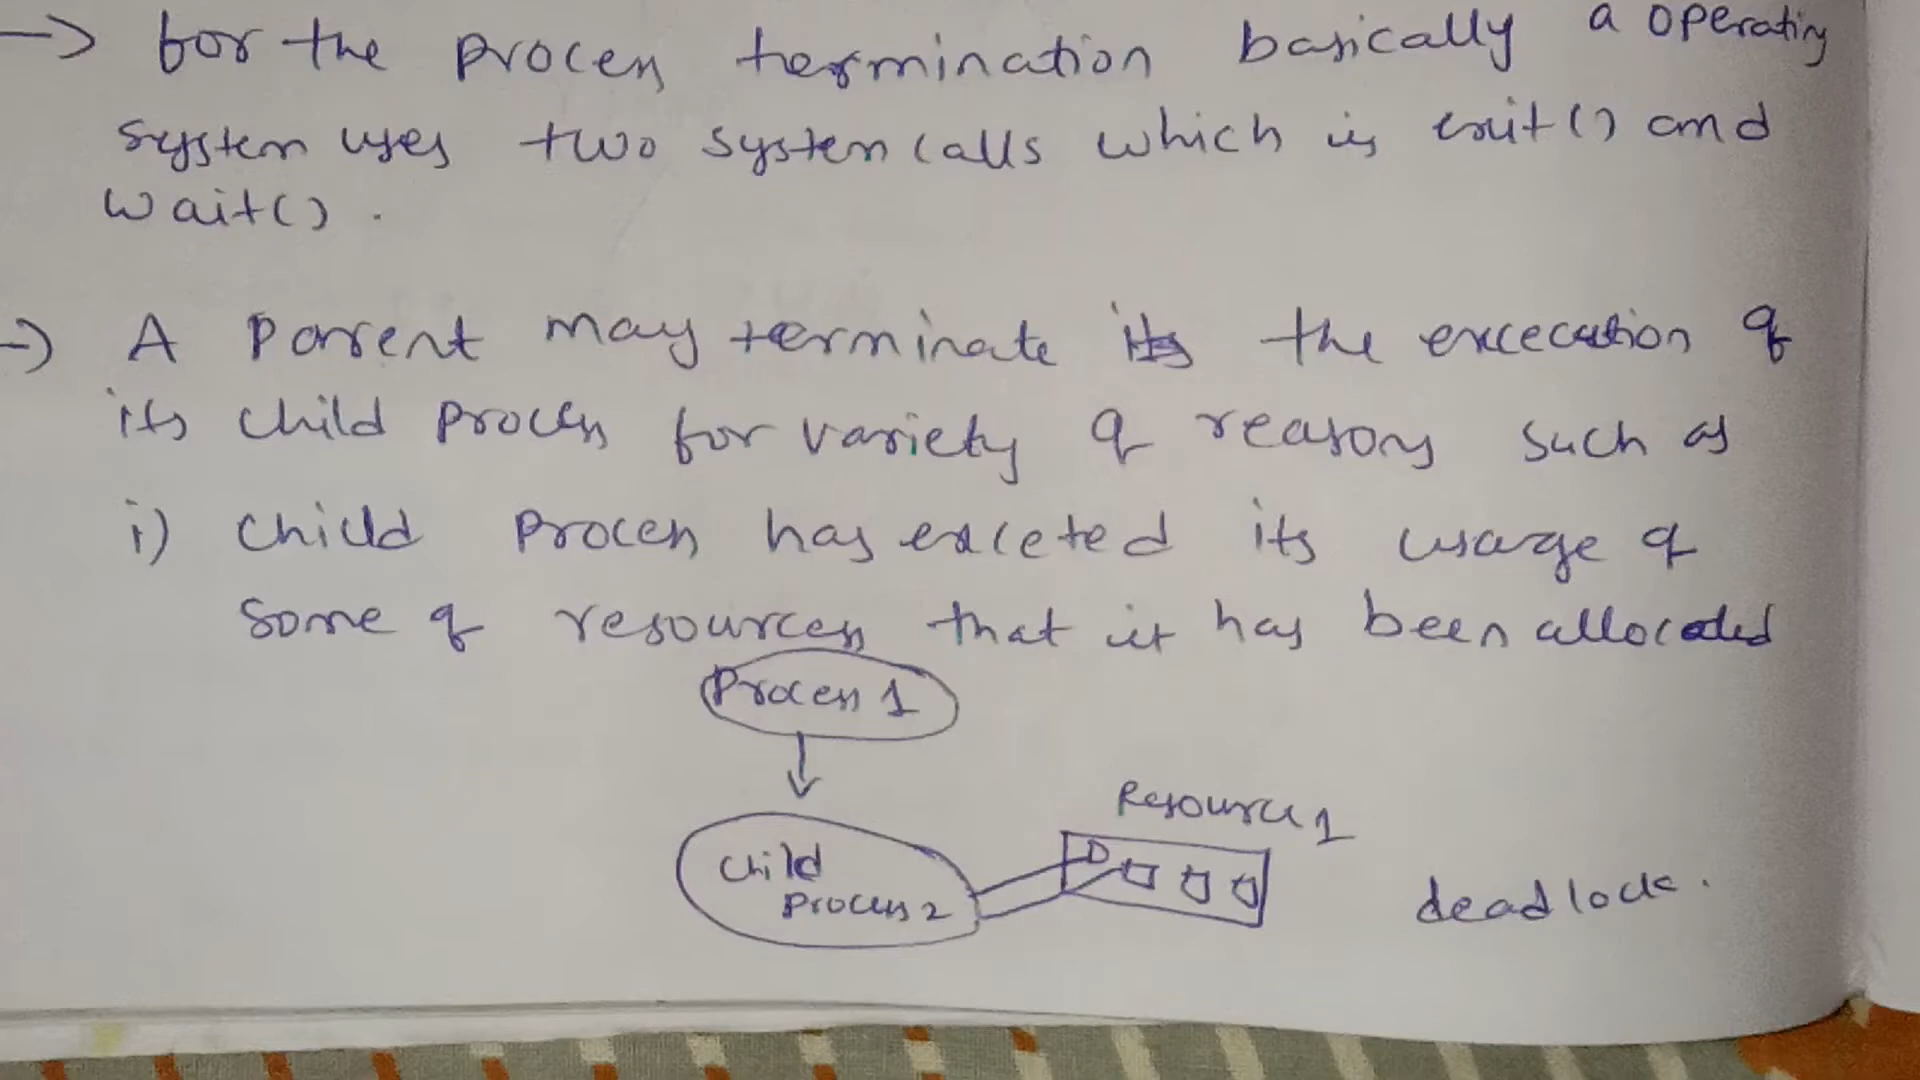 → for the process termination basically a operating
system uses two system calls which is exit() and
wait().
→ A Parent may terminate its the excecution of
its child process for variety of reasons such as
i) Child process has exceted its usage of
some of resources that it has been allocated
Process 1
Resource 1
Child
Process 2
deadlock.